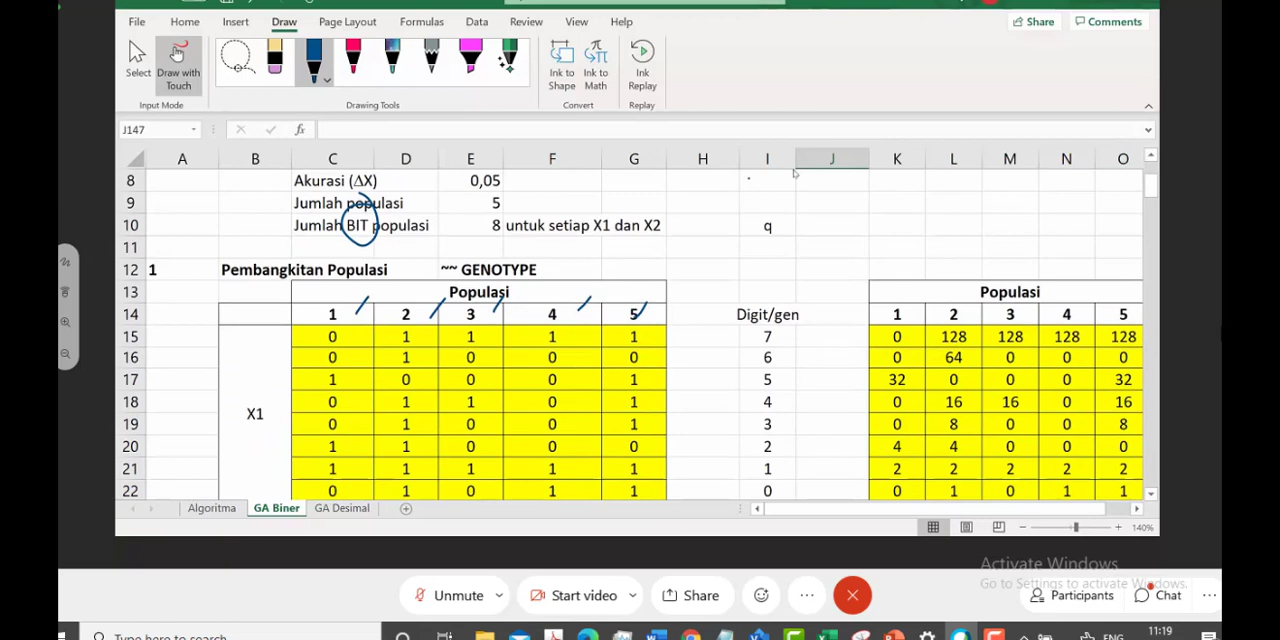 File Home Insert Draw Page Layout Formulas Data Review View Help Share Comments
Select Draw with Touch Ink to Shape Ink to Math Ink Replay
Input Mode Drawing Tools Convert Replay
J147 fx
A B C D E F G H I J K L M N O
8 Akurasi (ΔX) 0,05
9 Jumlah populasi 5
10 Jumlah BIT populasi 8 untuk setiap X1 dan X2 q
11
12 1 Pembangkitan Populasi ~~ GENOTYPE
13 Populasi Populasi
14 1 2 3 4 5 Digit/gen 1 2 3 4 5
15 0 1 1 1 1 7 0 128 128 128 128
16 0 1 0 0 0 6 0 64 0 0 0
17 1 0 0 0 1 5 32 0 0 0 32
18 X1 0 1 1 0 1 4 0 16 16 0 16
19 0 1 0 0 1 3 0 8 0 0 8
20 1 1 0 0 0 2 4 4 0 0 0
21 1 1 1 1 1 1 2 2 2 2 2
22 0 1 0 1 1 0 0 1 0 1 1
Algoritma GA Biner GA Desimal
140%
Activate Windows
Go to Settings to activate Windows.
Unmute Start video Share Participants Chat
Type here to search ENG 11:19